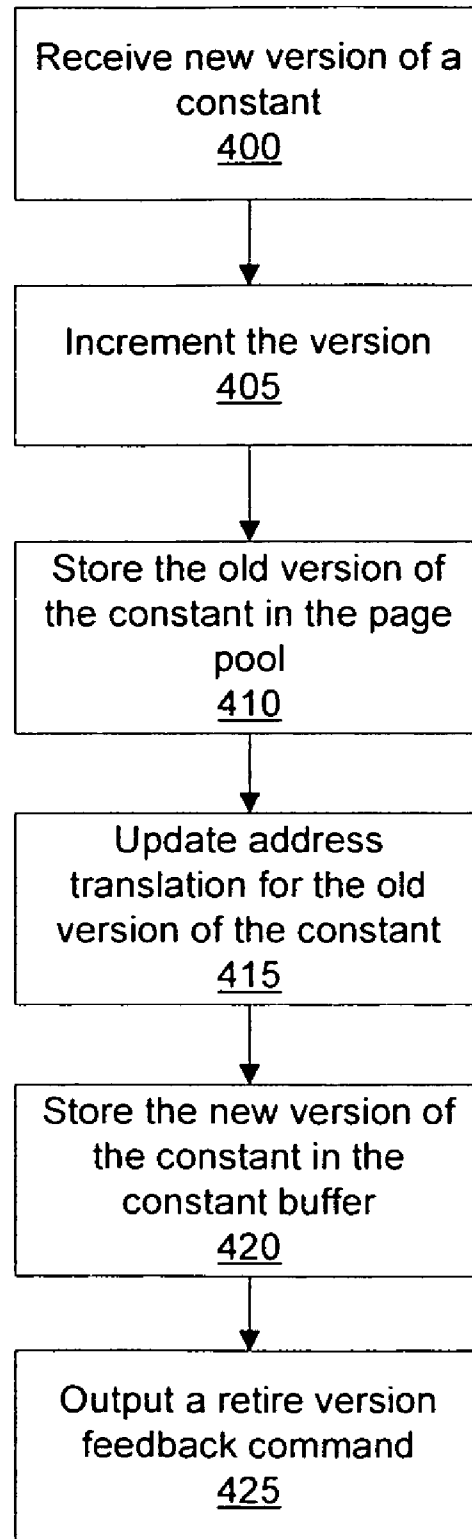 Receive new version of a
constant
400
Increment the version
405
Store the old version of
the constant in the page
pool
410
Update address
translation for the old
version of the constant
415
Store the new version of
the constant in the
constant buffer
420
Output a retire version
feedback command
425